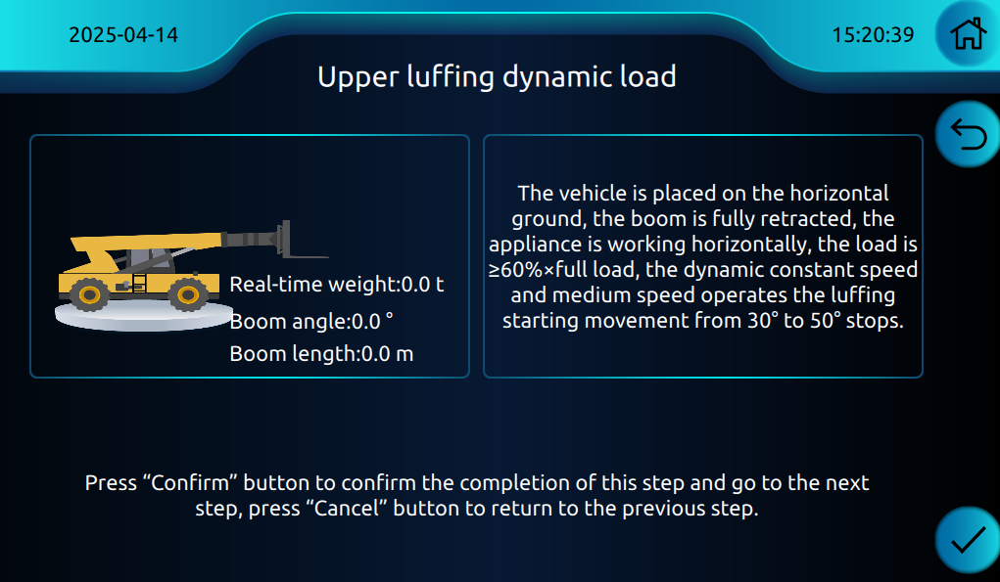 2025-04-14
15:20:39
Upper luffing dynamic load
Real-time weight:0.0 t
Boom angle:0.0 °
Boom length:0.0 m
The vehicle is placed on the horizontal
ground, the boom is fully retracted, the
appliance is working horizontally, the load is
≥60%×full load, the dynamic constant speed
and medium speed operates the luffing
starting movement from 30° to 50° stops.
Press “Confirm” button to confirm the completion of this step and go to the next
step, press “Cancel” button to return to the previous step.